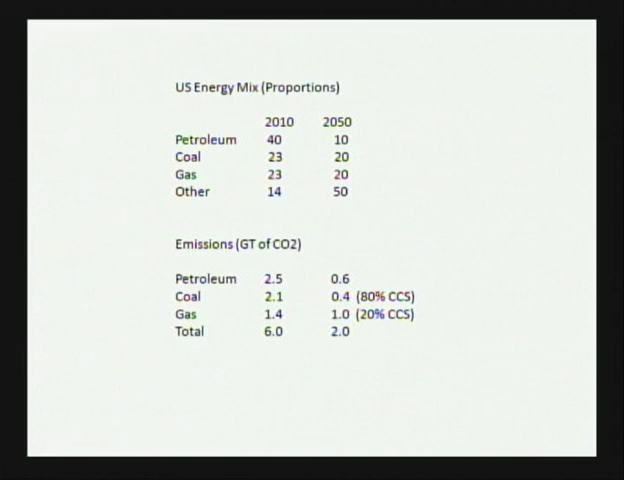 US Energy Mix (Proportions)
2010 2050
Petroleum 40 10
Coal 23 20
Gas 23 20
Other 14 50
Emissions (GT of CO2)
Petroleum 2.5 0.6
Coal 2.1 0.4 (80% CCS)
Gas 1.4 1.0 (20% CCS)
Total 6.0 2.0